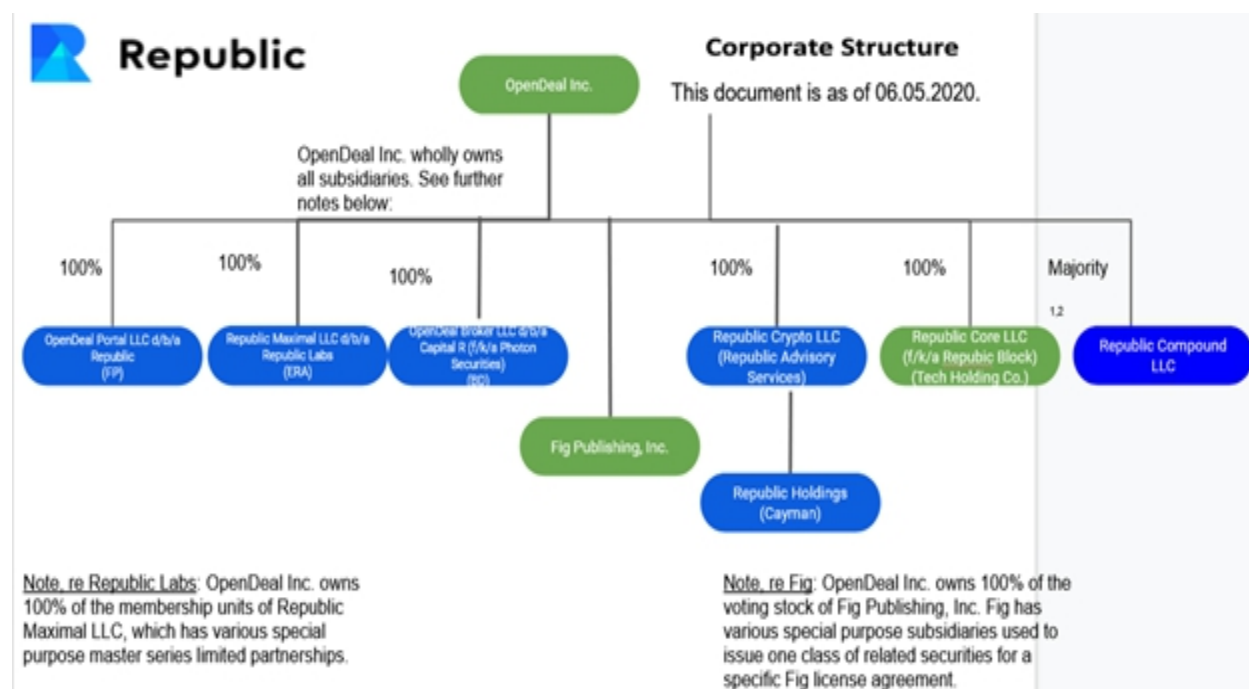 Republic
Corporate Structure
This document is as of 06.05.2020.
OpenDeal Inc.
OpenDeal Inc. wholly owns
all subsidiaries. See further
notes below:
100%
100%
100%
100%
100%
Majority
1,2
OpenDeal Portal LLC d/b/a
Republic
(FP)
Republic Maximal LLC d/b/a
Republic Labs
(ERA)
OpenDeal Broker LLC d/b/a
Capital R (f/k/a Photon
Securities)
(BD)
Republic Crypto LLC
(Republic Advisory
Services)
Republic Core LLC
(f/k/a Repubic Block)
(Tech Holding Co.)
Republic Compound
LLC
Fig Publishing, Inc.
Republic Holdings
(Cayman)
Note, re Republic Labs: OpenDeal Inc. owns
100% of the membership units of Republic
Maximal LLC, which has various special
purpose master series limited partnerships.
Note, re Fig: OpenDeal Inc. owns 100% of the
voting stock of Fig Publishing, Inc. Fig has
various special purpose subsidiaries used to
issue one class of related securities for a
specific Fig license agreement.